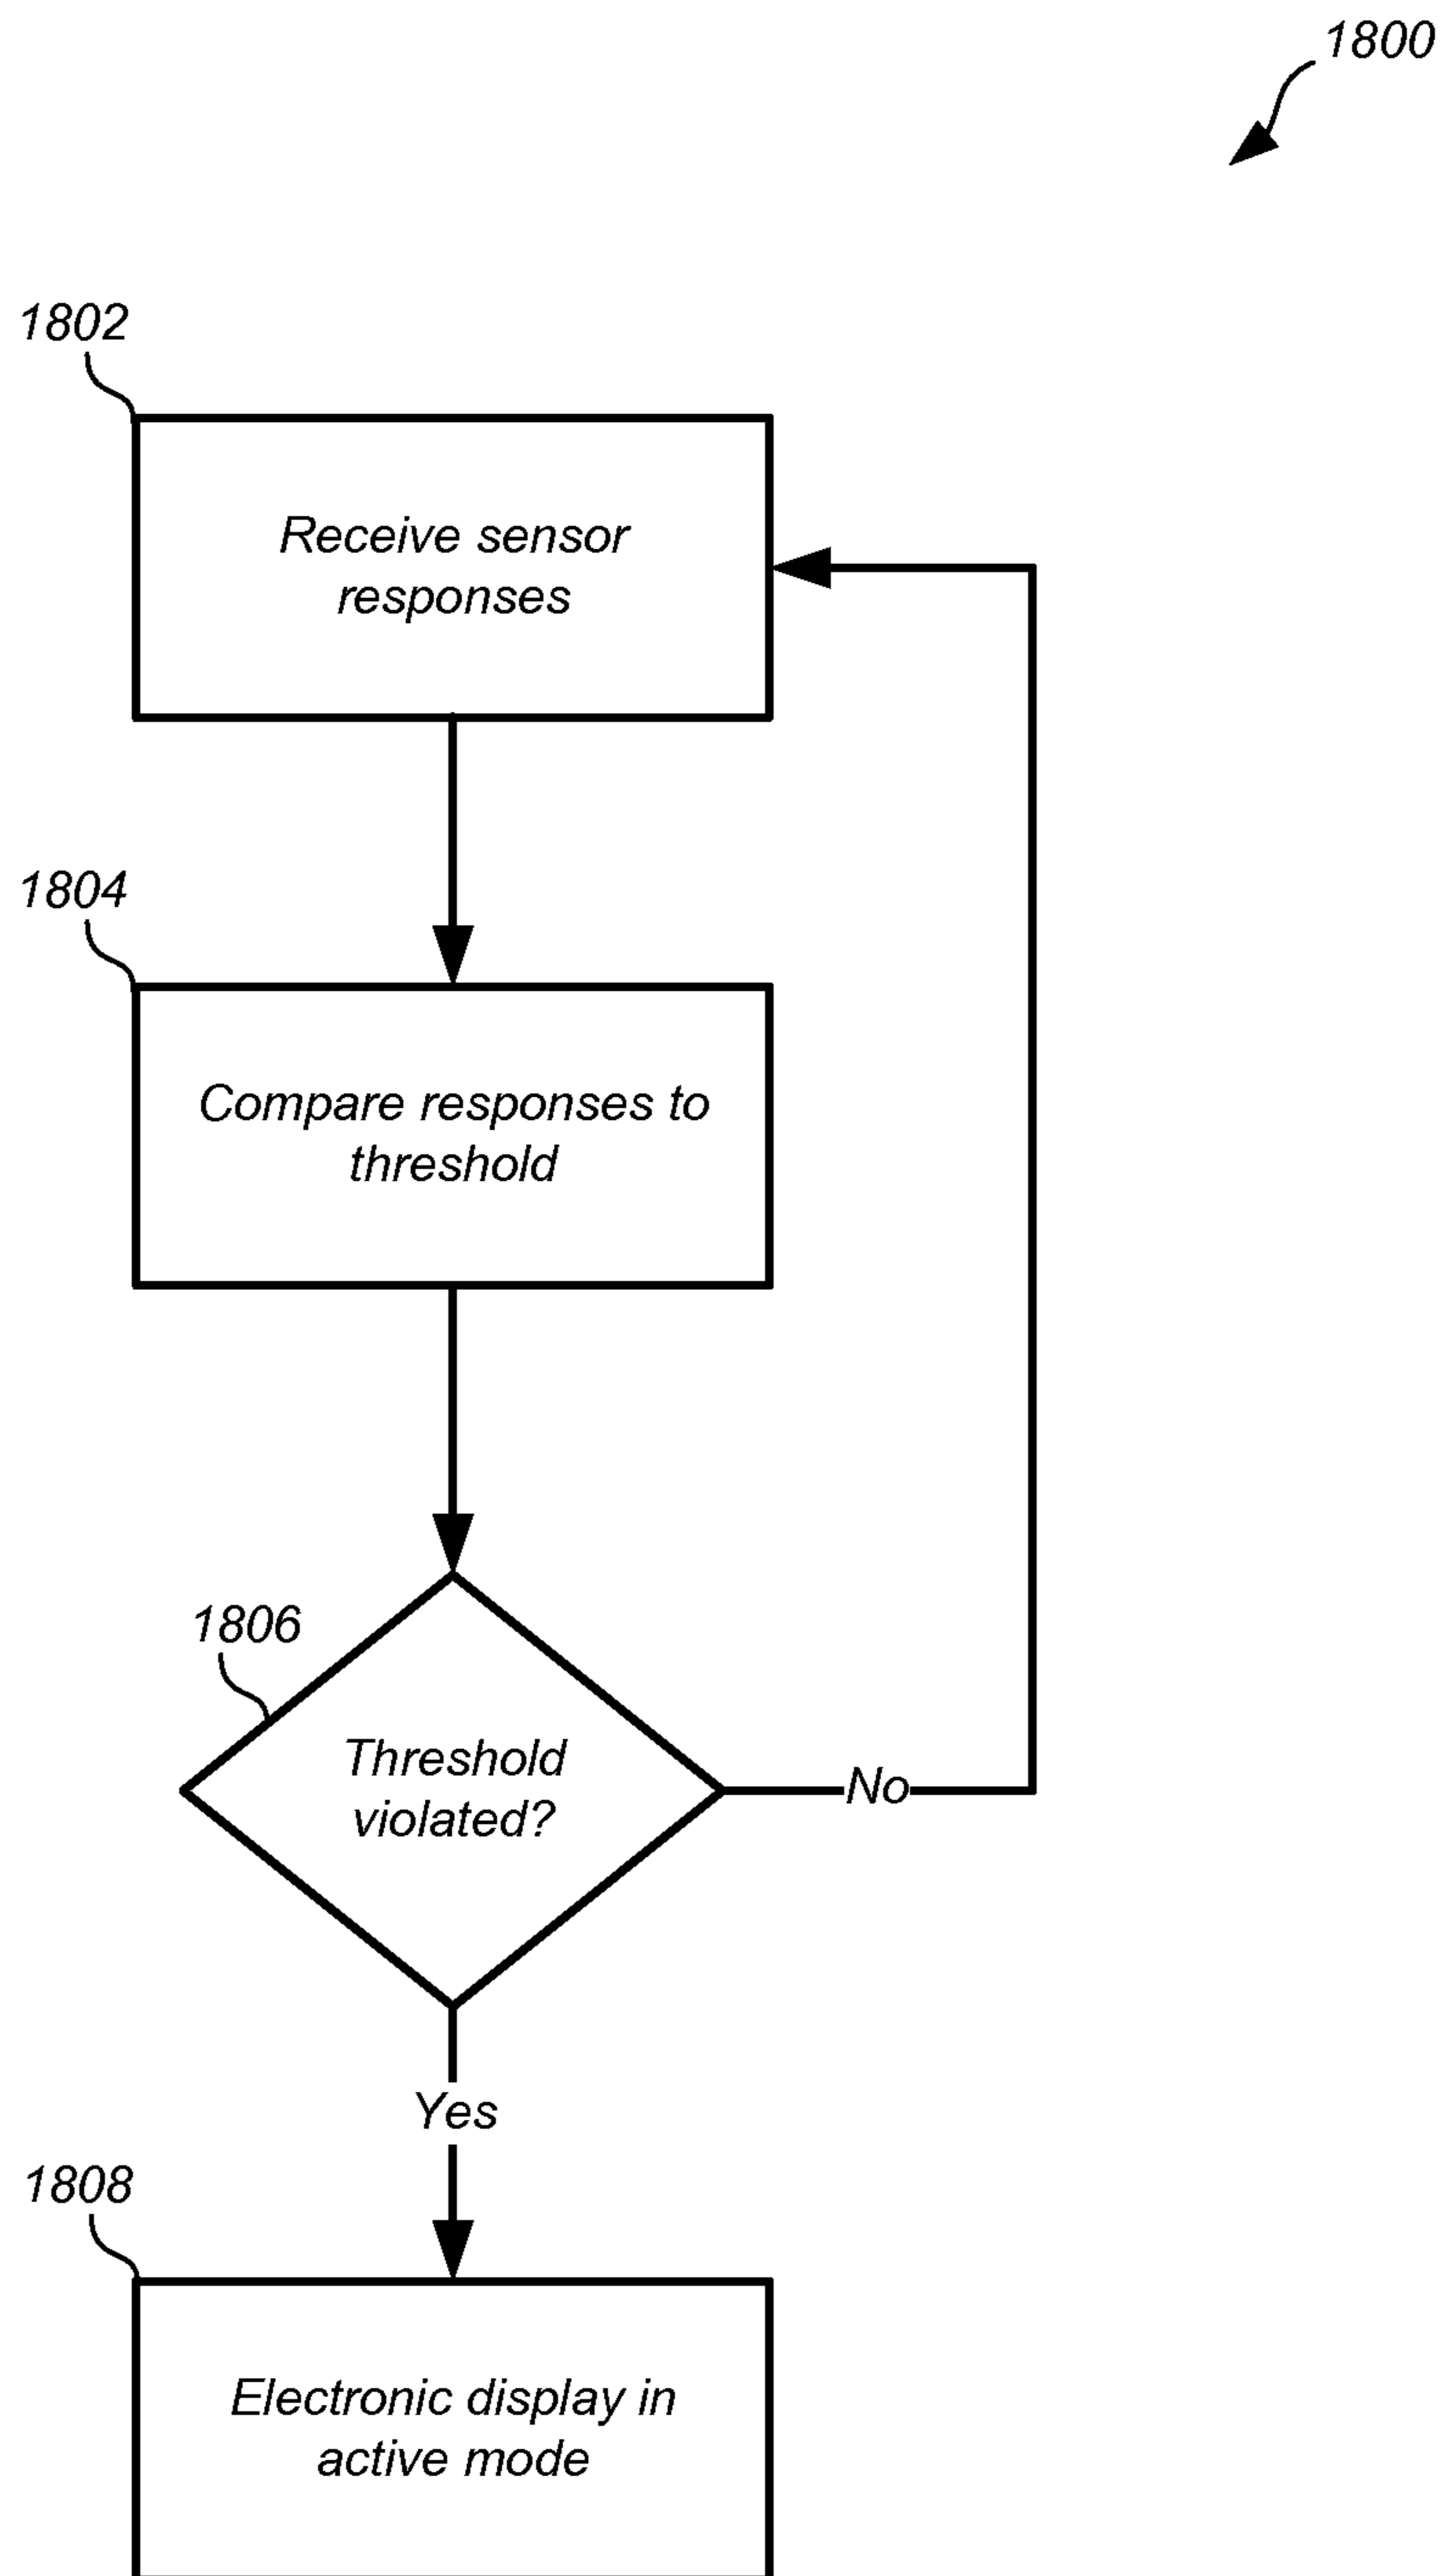 1800
1802
Receive sensor
responses
1804
Compare responses to
threshold
1806
Threshold
violated?
No
Yes
1808
Electronic display in
active mode